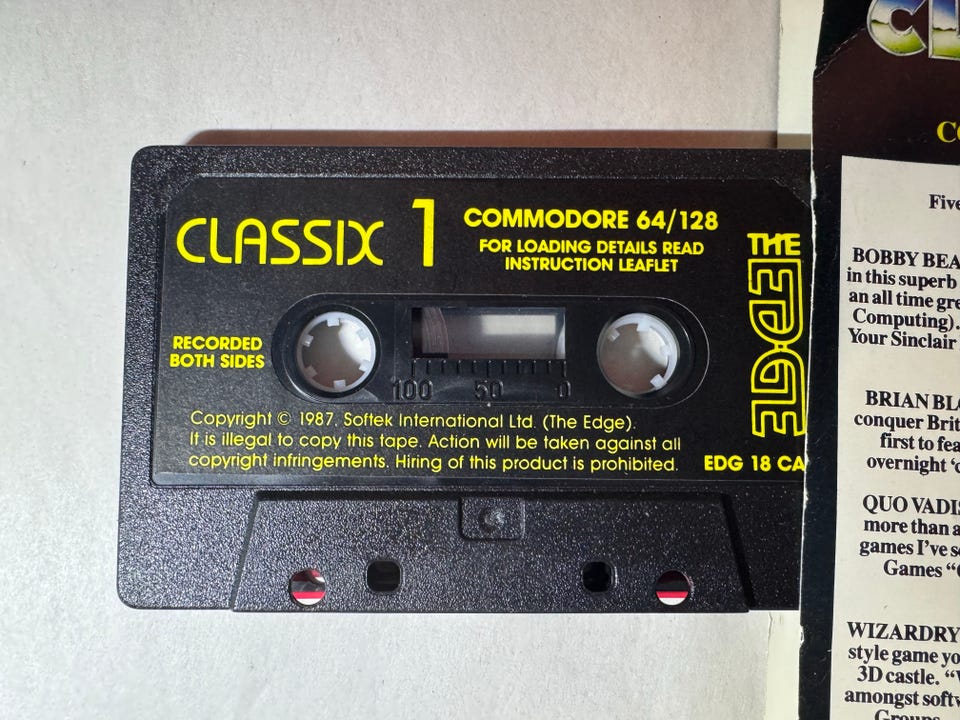 CLASSIX 1
COMMODORE 64/128
FOR LOADING DETAILS READ
INSTRUCTION LEAFLET
THE
EDGE
RECORDED
BOTH SIDES
100 50 0
Copyright © 1987. Softek International Ltd. (The Edge).
It is illegal to copy this tape. Action will be taken against all
copyright infringements. Hiring of this product is prohibited.
EDG 18 CA
Five
BOBBY BEA
in this superb
an all time gre
Computing).
Your Sinclair
BRIAN BL
conquer Brit
first to fea
overnight
QUO VADIS
more than a
games I've s
Games "
WIZARDRY
style game yo
3D castle. "
amongst softw
Groups